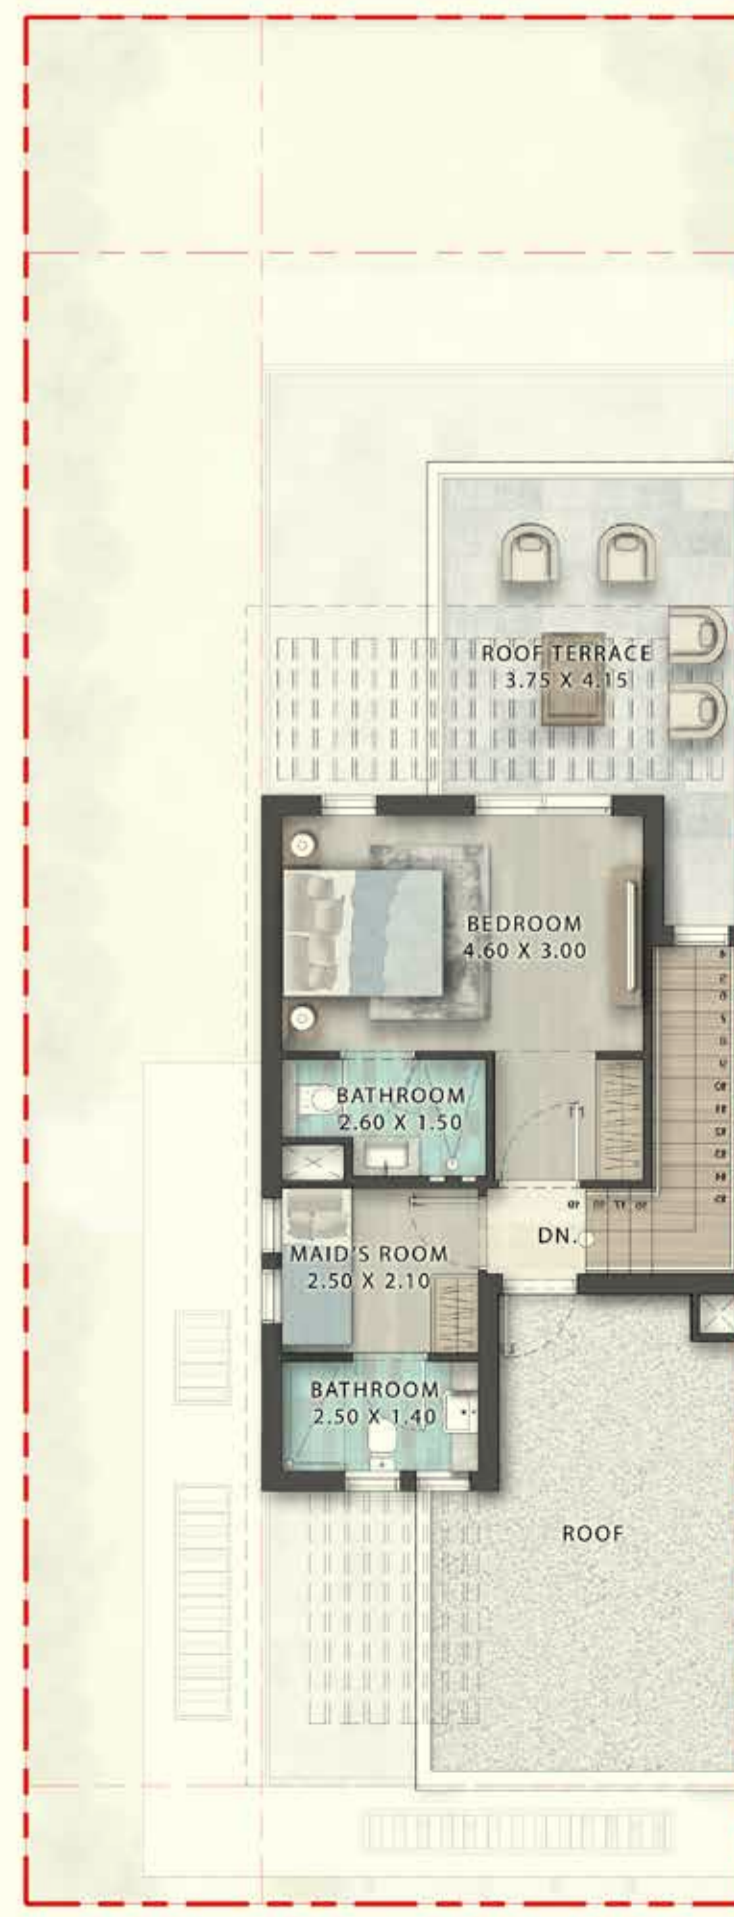 ROOF TERRACE
3.75 X 4.15
BEDROOM
4.60 X 3.00
BATHROOM
2.60 X 1.50
MAID'S ROOM
2.50 X 2.10
DN.
BATHROOM
2.50 X 1.40
ROOF